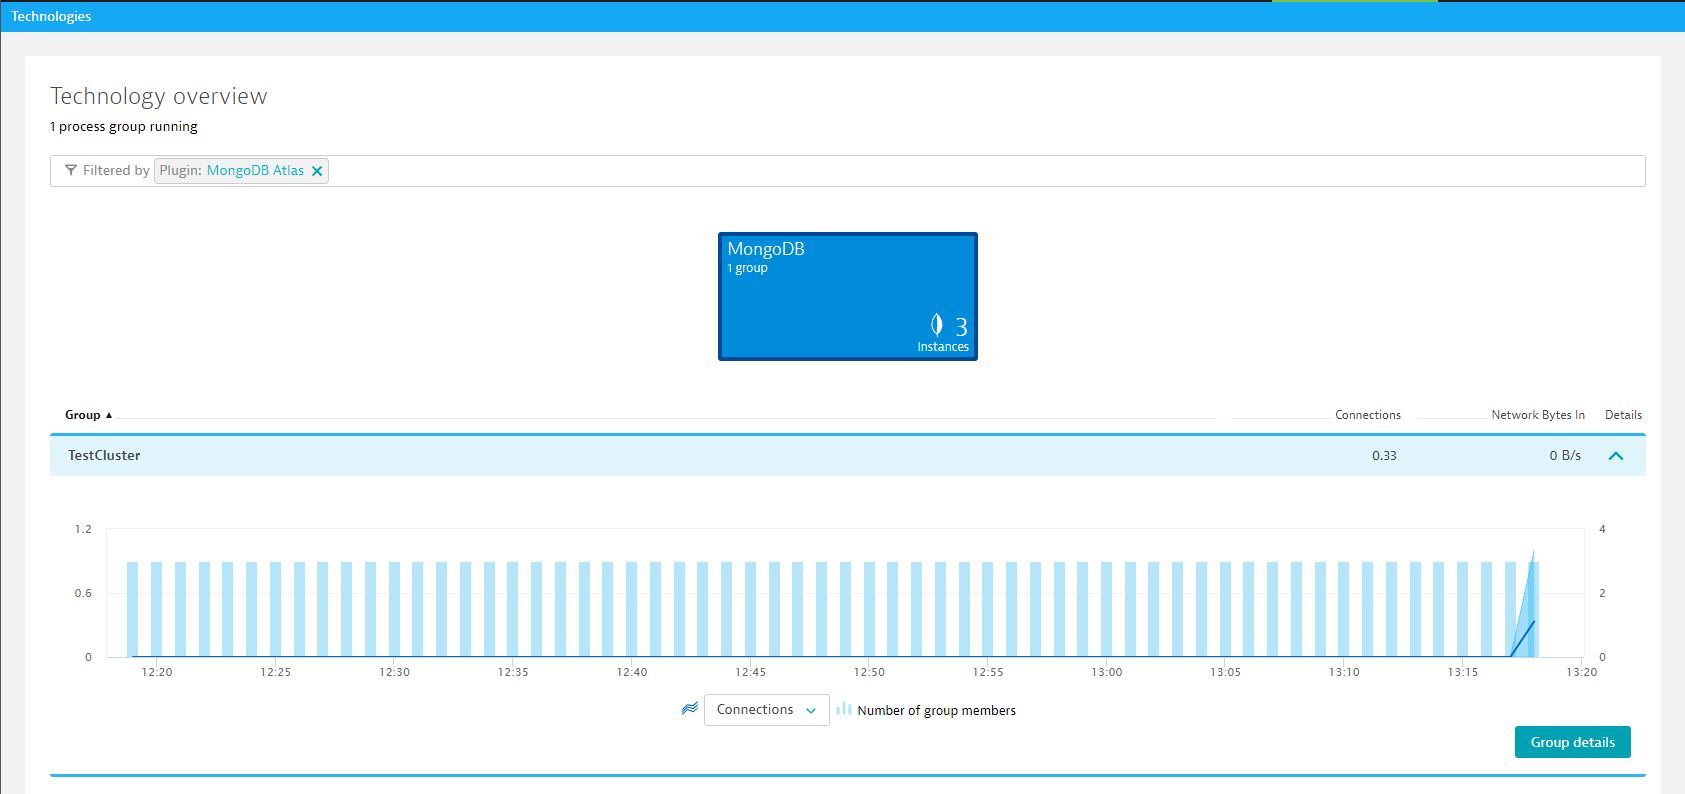 Technologies
Technology overview
1 process group running
Filtered by Plugin: MongoDB Atlas
MongoDB
1 group
3
Instances
Group ▲ Connections Network Bytes In Details
TestCluster 0.33 0 B/s
1.2 4
0.6 2
0 0
12:20 12:25 12:30 12:35 12:40 12:45 12:50 12:55 13:00 13:05 13:10 13:15 13:20
Connections Number of group members
Group details